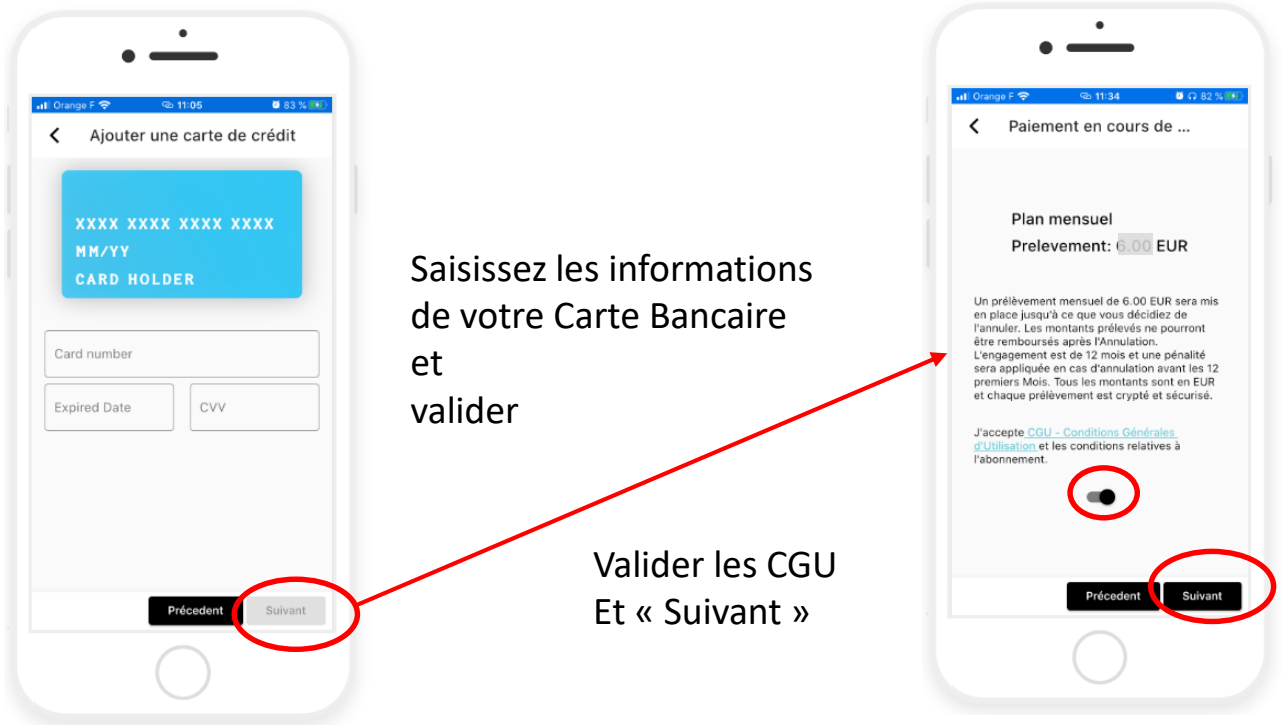 Orange F 11:05 83 %
Ajouter une carte de crédit
XXXX XXXX XXXX XXXX
MM/YY
CARD HOLDER
Card number
Expired Date CVV
Précedent Suivant
Saisissez les informations
de votre Carte Bancaire
et
valider
Valider les CGU
Et « Suivant »
Orange F 11:34 82 %
Paiement en cours de ...
Plan mensuel
Prelevement: 6.00 EUR
Un prélèvement mensuel de 6.00 EUR sera mis
en place jusqu'à ce que vous décidiez de
l'annuler. Les montants prélevés ne pourront
être remboursés après l'Annulation.
L'engagement est de 12 mois et une pénalité
sera appliquée en cas d'annulation avant les 12
premiers Mois. Tous les montants sont en EUR
et chaque prélèvement est crypté et sécurisé.
J'accepte CGU - Conditions Générales
d'Utilisation et les conditions relatives à
l'abonnement.
Précedent Suivant